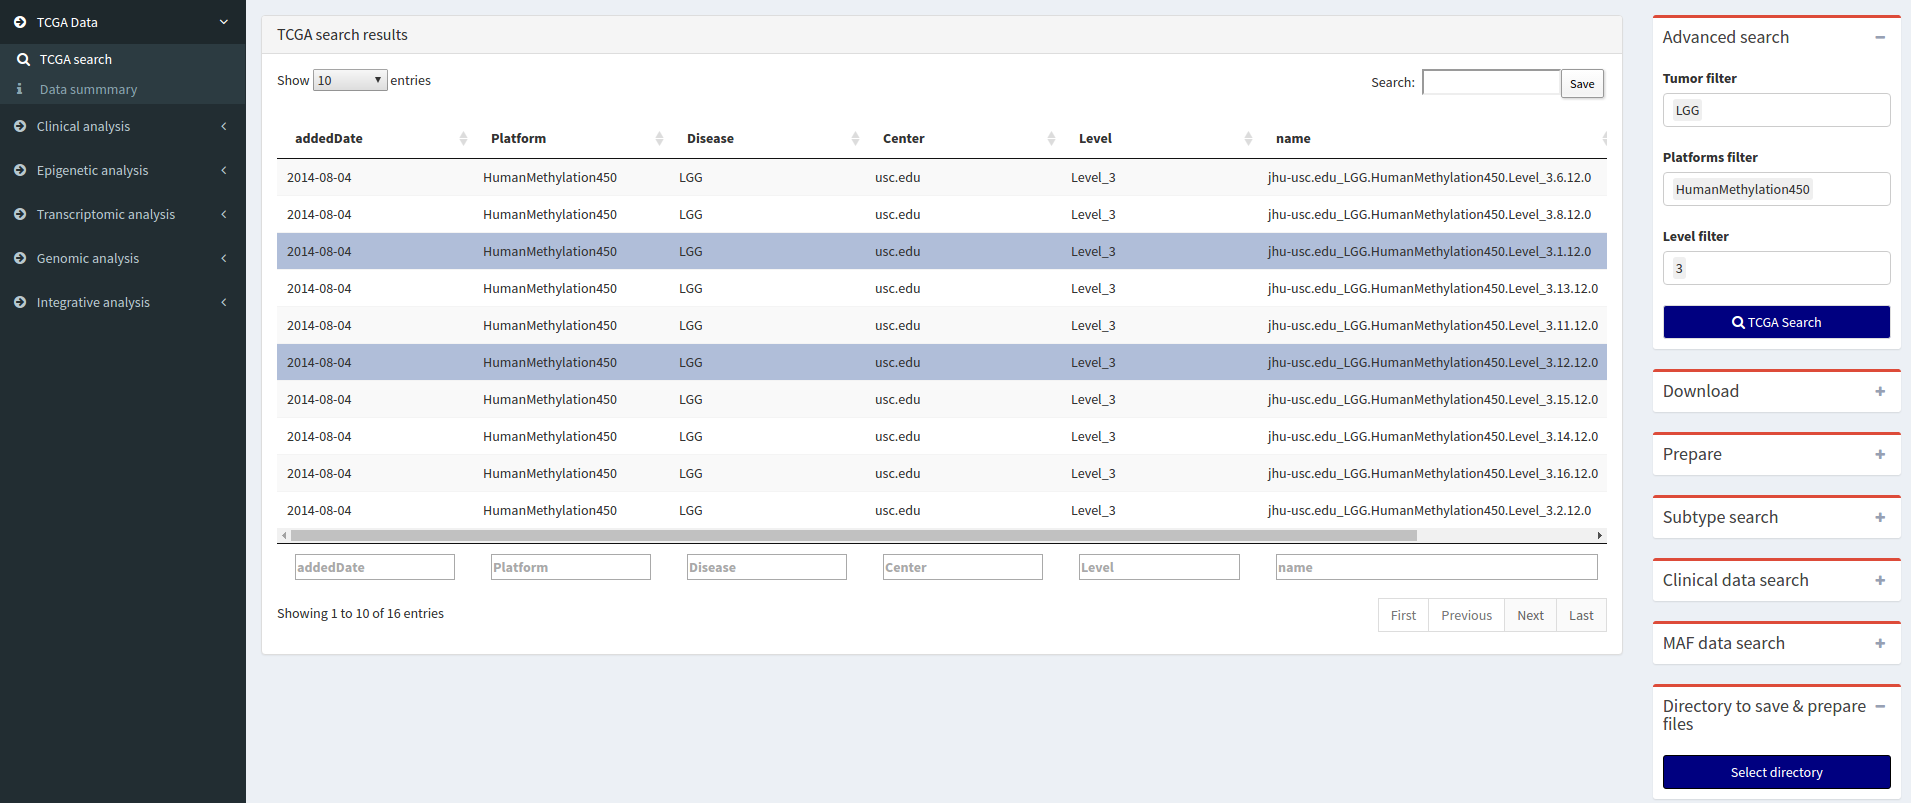 TCGA Data
TCGA search
Data summmary
Clinical analysis
Epigenetic analysis
Transcriptomic analysis
Genomic analysis
Integrative analysis
TCGA search results
Show 10 entries
Search: Save
addedDate Platform Disease Center Level name
2014-08-04 HumanMethylation450 LGG usc.edu Level_3 jhu-usc.edu_LGG.HumanMethylation450.Level_3.6.12.0
2014-08-04 HumanMethylation450 LGG usc.edu Level_3 jhu-usc.edu_LGG.HumanMethylation450.Level_3.8.12.0
2014-08-04 HumanMethylation450 LGG usc.edu Level_3 jhu-usc.edu_LGG.HumanMethylation450.Level_3.1.12.0
2014-08-04 HumanMethylation450 LGG usc.edu Level_3 jhu-usc.edu_LGG.HumanMethylation450.Level_3.13.12.0
2014-08-04 HumanMethylation450 LGG usc.edu Level_3 jhu-usc.edu_LGG.HumanMethylation450.Level_3.11.12.0
2014-08-04 HumanMethylation450 LGG usc.edu Level_3 jhu-usc.edu_LGG.HumanMethylation450.Level_3.12.12.0
2014-08-04 HumanMethylation450 LGG usc.edu Level_3 jhu-usc.edu_LGG.HumanMethylation450.Level_3.15.12.0
2014-08-04 HumanMethylation450 LGG usc.edu Level_3 jhu-usc.edu_LGG.HumanMethylation450.Level_3.14.12.0
2014-08-04 HumanMethylation450 LGG usc.edu Level_3 jhu-usc.edu_LGG.HumanMethylation450.Level_3.16.12.0
2014-08-04 HumanMethylation450 LGG usc.edu Level_3 jhu-usc.edu_LGG.HumanMethylation450.Level_3.2.12.0
addedDate Platform Disease Center Level name
Showing 1 to 10 of 16 entries
First Previous Next Last
Advanced search
Tumor filter
LGG
Platforms filter
HumanMethylation450
Level filter
3
TCGA Search
Download
Prepare
Subtype search
Clinical data search
MAF data search
Directory to save & prepare
files
Select directory